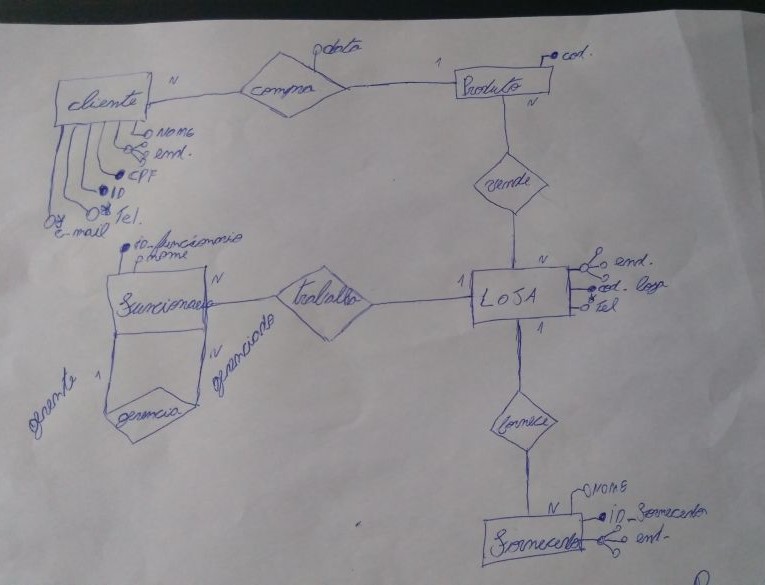 data
N
1
cod.
cliente
compra
Produto
N
NOME
end.
CPF
ID
* Tel.
* E-mail
vende
ID_funcionario
nome
N
end.
N
1
Funcionario
trabalha
LOJA
cod. loja
* Tel
1
N
gerenciado
1
gerente
gerencia
fornece
NOME
N
ID_fornecedor
Fornecedor
end.